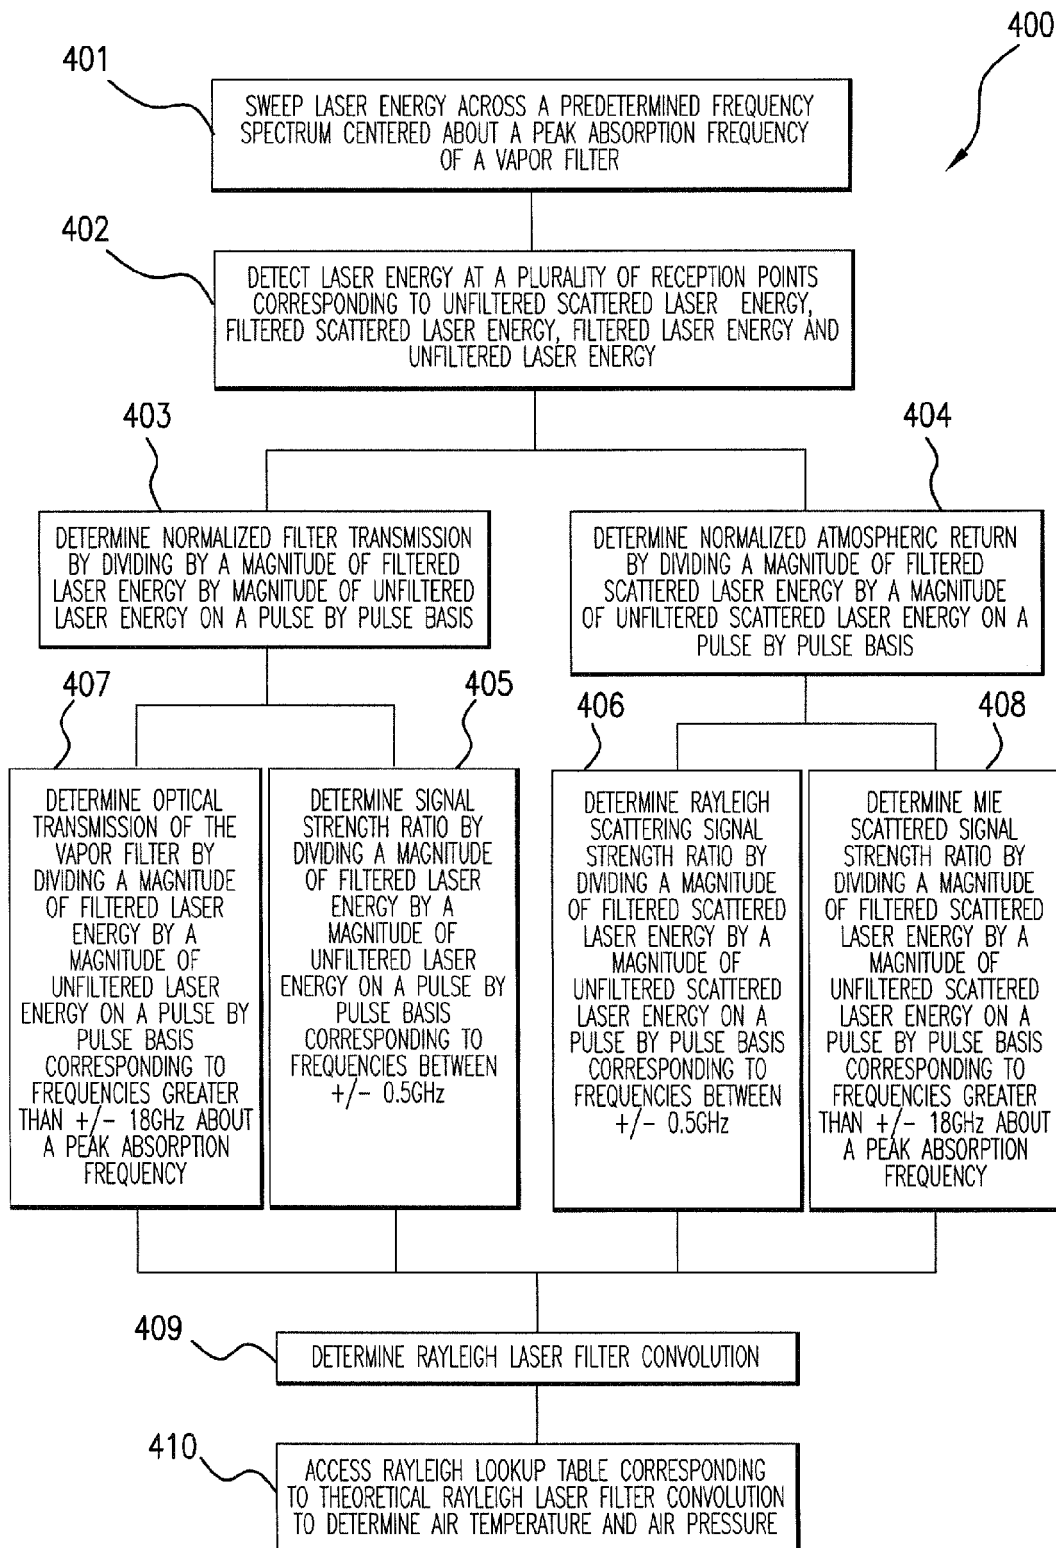 400
401
SWEEP LASER ENERGY ACROSS A PREDETERMINED FREQUENCY
SPECTRUM CENTERED ABOUT A PEAK ABSORPTION FREQUENCY
OF A VAPOR FILTER
402
DETECT LASER ENERGY AT A PLURALITY OF RECEPTION POINTS
CORRESPONDING TO UNFILTERED SCATTERED LASER ENERGY,
FILTERED SCATTERED LASER ENERGY, FILTERED LASER ENERGY AND
UNFILTERED LASER ENERGY
403
DETERMINE NORMALIZED FILTER TRANSMISSION
BY DIVIDING BY A MAGNITUDE OF FILTERED
LASER ENERGY BY MAGNITUDE OF UNFILTERED
LASER ENERGY ON A PULSE BY PULSE BASIS
404
DETERMINE NORMALIZED ATMOSPHERIC RETURN
BY DIVIDING A MAGNITUDE OF FILTERED
SCATTERED LASER ENERGY BY A MAGNITUDE
OF UNFILTERED SCATTERED LASER ENERGY ON A
PULSE BY PULSE BASIS
407
DETERMINE OPTICAL
TRANSMISSION OF THE
VAPOR FILTER BY
DIVIDING A MAGNITUDE
OF FILTERED LASER
ENERGY BY A
MAGNITUDE OF
UNFILTERED LASER
ENERGY ON A PULSE BY
PULSE BASIS
CORRESPONDING TO
FREQUENCIES GREATER
THAN +/- 18GHz ABOUT
A PEAK ABSORPTION
FREQUENCY
405
DETERMINE SIGNAL
STRENGTH RATIO BY
DIVIDING A MAGNITUDE
OF FILTERED LASER
ENERGY BY A
MAGNITUDE OF
UNFILTERED LASER
ENERGY ON A PULSE BY
PULSE BASIS
CORRESPONDING TO
FREQUENCIES BETWEEN
+/- 0.5GHz
406
DETERMINE RAYLEIGH
SCATTERING SIGNAL
STRENGTH RATIO BY
DIVIDING A MAGNITUDE
OF FILTERED SCATTERED
LASER ENERGY BY A
MAGNITUDE OF
UNFILTERED SCATTERED
LASER ENERGY ON A
PULSE BY PULSE BASIS
CORRESPONDING TO
FREQUENCIES BETWEEN
+/- 0.5GHz
408
DETERMINE MIE
SCATTERED SIGNAL
STRENGTH RATIO BY
DIVIDING A MAGNITUDE
OF FILTERED SCATTERED
LASER ENERGY BY A
MAGNITUDE OF
UNFILTERED SCATTERED
LASER ENERGY ON A
PULSE BY PULSE BASIS
CORRESPONDING TO
FREQUENCIES GREATER
THAN +/- 18GHz ABOUT
A PEAK ABSORPTION
FREQUENCY
409
DETERMINE RAYLEIGH LASER FILTER CONVOLUTION
410
ACCESS RAYLEIGH LOOKUP TABLE CORRESPONDING
TO THEORETICAL RAYLEIGH LASER FILTER CONVOLUTION
TO DETERMINE AIR TEMPERATURE AND AIR PRESSURE